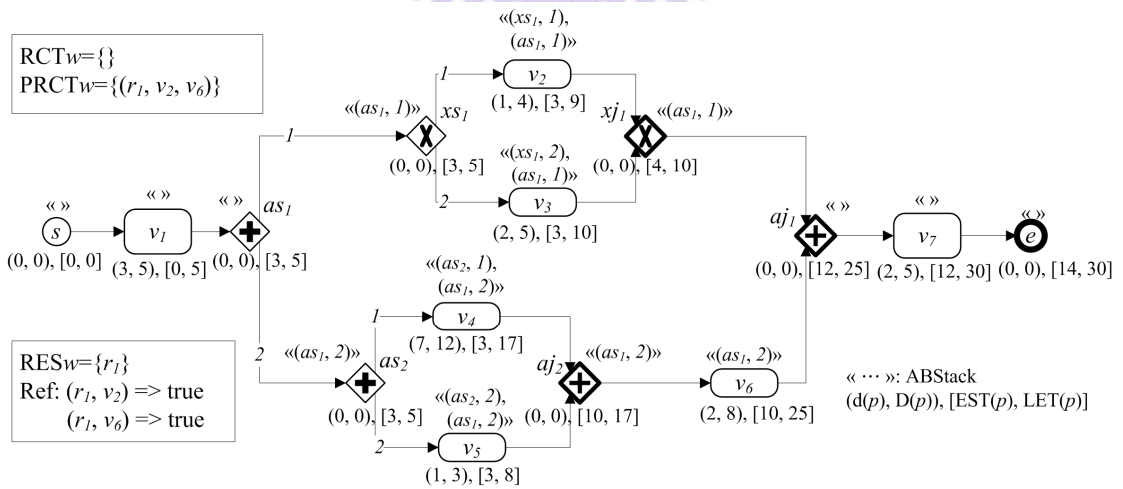 «(xs1, 1),
(as1, 1)»
RCTw={}
PRCTw={(r1, v2, v6)}
1
v2
(1, 4), [3, 9]
«(as1, 1)»
xs1
xj1
«(as1, 1)»
1
(0, 0), [3, 5]
«(xs1, 2),
(as1, 1)»
(0, 0), [4, 10]
2
v3
(2, 5), [3, 10]
« »
« »
« »
as1
s
v1
(0, 0), [0, 0]
(3, 5), [0, 5]
(0, 0), [3, 5]
aj1
« »
« »
« »
v7
e
(0, 0), [12, 25]
(2, 5), [12, 30]
(0, 0), [14, 30]
«(as2, 1),
(as1, 2)»
1
v4
(7, 12), [3, 17]
2
«(as1, 2)»
as2
aj2
«(as1, 2)»
«(as1, 2)»
v6
(2, 8), [10, 25]
(0, 0), [3, 5]
«(as2, 2),
(as1, 2)»
(0, 0), [10, 17]
2
v5
(1, 3), [3, 8]
RESw={r1}
Ref: (r1, v2) => true
(r1, v6) => true
« ··· »: ABStack
(d(p), D(p)), [EST(p), LET(p)]